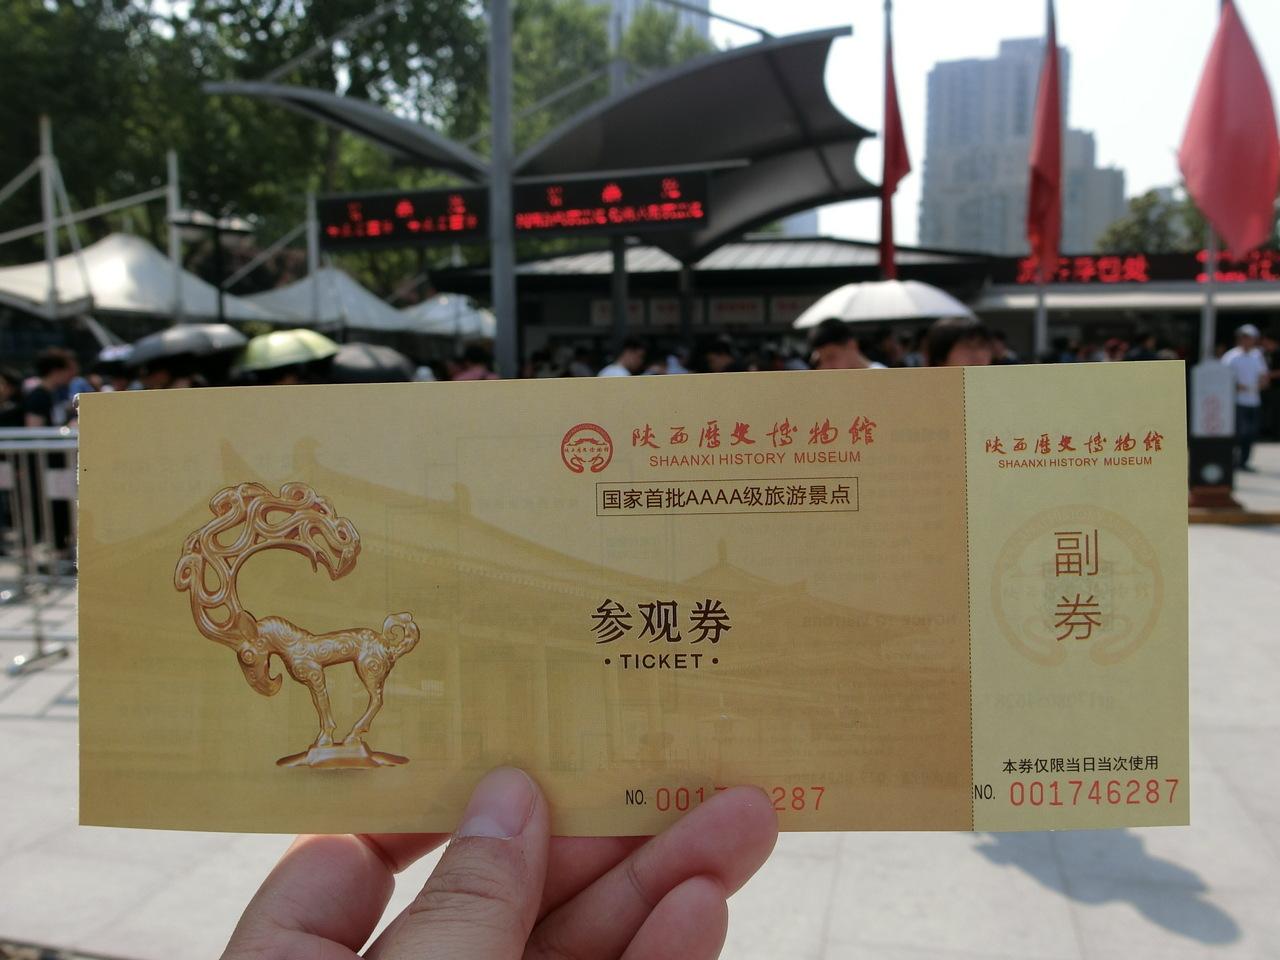 陕西历史博物馆
SHAANXI HISTORY MUSEUM
国家首批AAAA级旅游景点
参观券
•TICKET•
NO. 001746287
陕西历史博物馆
SHAANXI HISTORY MUSEUM
副
券
本券仅限当日当次使用
NO. 001746287